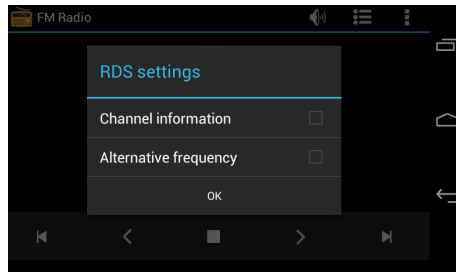 FM Radio
RDS settings
Channel information
Alternative frequency
OK